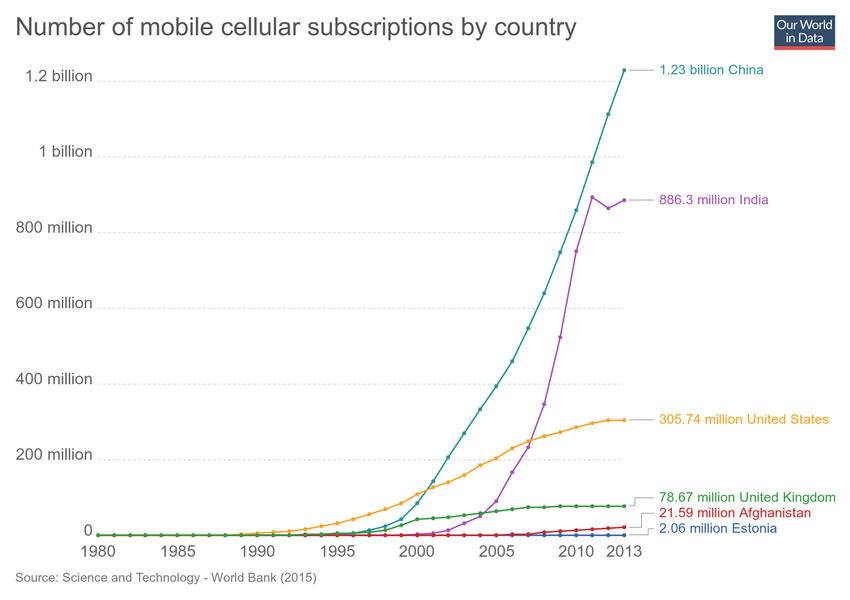 Number of mobile cellular subscriptions by country
Our World
in Data
1.2 billion
1 billion
800 million
600 million
400 million
200 million
0
1.23 billion China
886.3 million India
305.74 million United States
78.67 million United Kingdom
21.59 million Afghanistan
2.06 million Estonia
1980 1985 1990 1995 2000 2005 2010 2013
Source: Science and Technology - World Bank (2015)